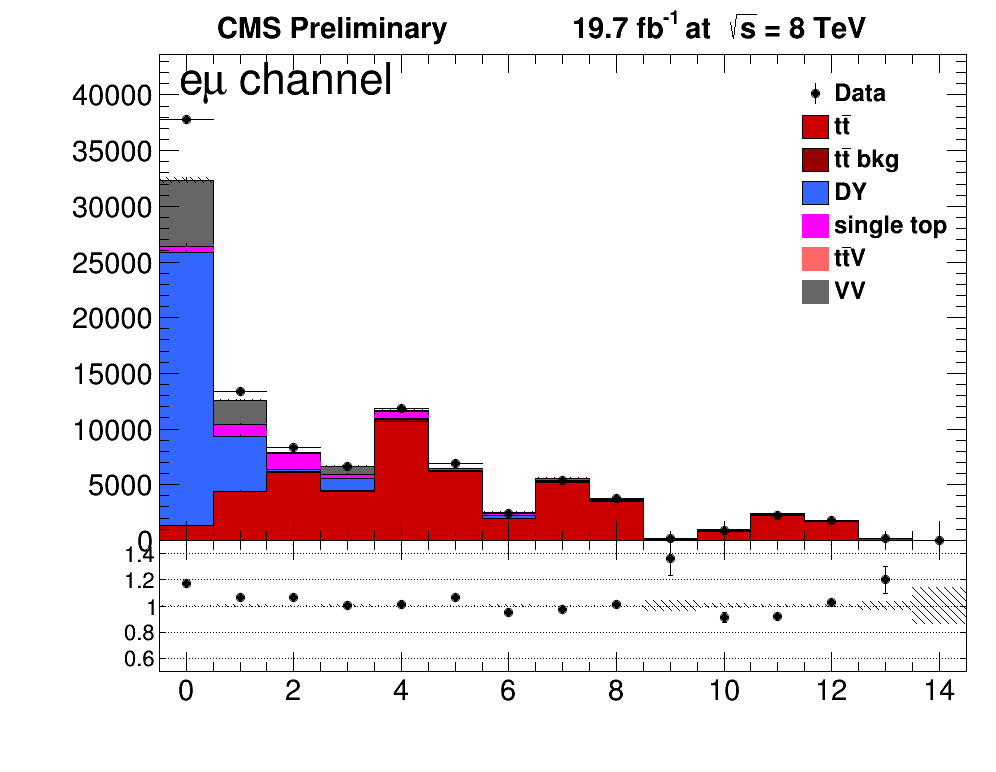 CMS Preliminary 19.7 fb⁻¹ at √s = 8 TeV
eμ channel
Data
tt̄
tt̄ bkg
DY
single top
tt̄V
VV
40000
35000
30000
25000
20000
15000
10000
5000
0
1.4
1.2
1
0.8
0.6
0 2 4 6 8 10 12 14